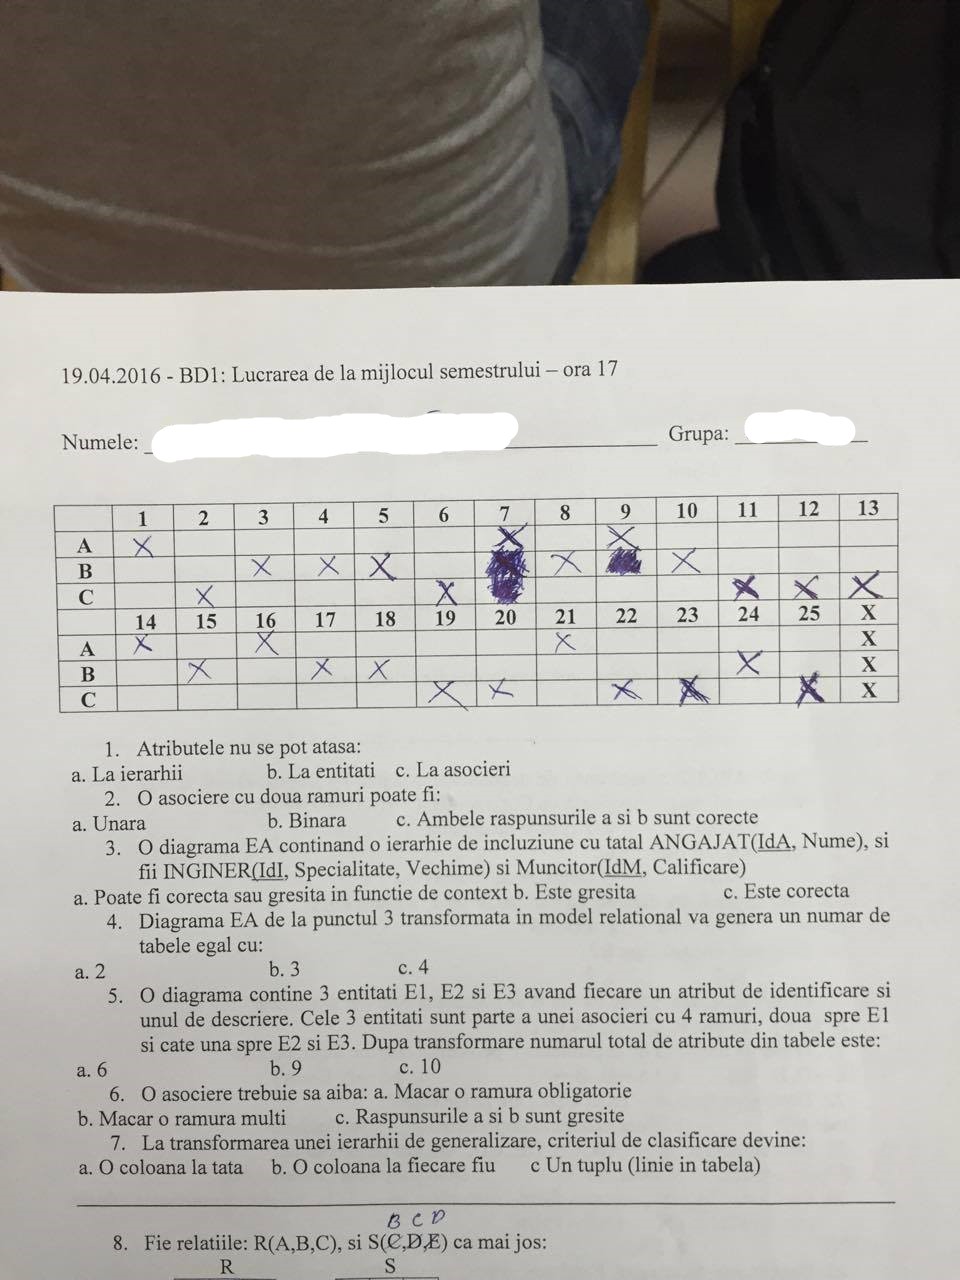 19.04.2016 - BD1: Lucrarea de la mijlocul semestrului – ora 17
Numele: Grupa:
1 2 3 4 5 6 7 8 9 10 11 12 13
A X X X
B X X X X X
C X X X X X
14 15 16 17 18 19 20 21 22 23 24 25 X
A X X X X
B X X X X X
C X X X X X X
1. Atributele nu se pot atasa:
a. La ierarhii b. La entitati c. La asocieri
2. O asociere cu doua ramuri poate fi:
a. Unara b. Binara c. Ambele raspunsurile a si b sunt corecte
3. O diagrama EA continand o ierarhie de incluziune cu tatal ANGAJAT(IdA, Nume), si
fii INGINER(IdI, Specialitate, Vechime) si Muncitor(IdM, Calificare)
a. Poate fi corecta sau gresita in functie de context b. Este gresita c. Este corecta
4. Diagrama EA de la punctul 3 transformata in model relational va genera un numar de
tabele egal cu:
a. 2 b. 3 c. 4
5. O diagrama contine 3 entitati E1, E2 si E3 avand fiecare un atribut de identificare si
unul de descriere. Cele 3 entitati sunt parte a unei asocieri cu 4 ramuri, doua spre E1
si cate una spre E2 si E3. Dupa transformare numarul total de atribute din tabele este:
a. 6 b. 9 c. 10
6. O asociere trebuie sa aiba: a. Macar o ramura obligatorie
b. Macar o ramura multi c. Raspunsurile a si b sunt gresite
7. La transformarea unei ierarhii de generalizare, criteriul de clasificare devine:
a. O coloana la tata b. O coloana la fiecare fiu c Un tuplu (linie in tabela)
B C D
8. Fie relatiile: R(A,B,C), si S(C,D,E) ca mai jos:
R S